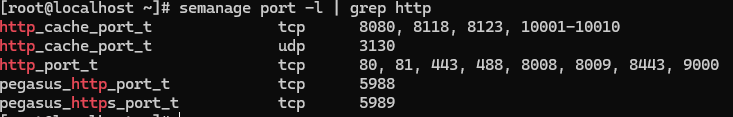 [root@localhost ~]# semanage port -l | grep http
http_cache_port_t tcp 8080, 8118, 8123, 10001-10010
http_cache_port_t udp 3130
http_port_t tcp 80, 81, 443, 488, 8008, 8009, 8443, 9000
pegasus_http_port_t tcp 5988
pegasus_https_port_t tcp 5989